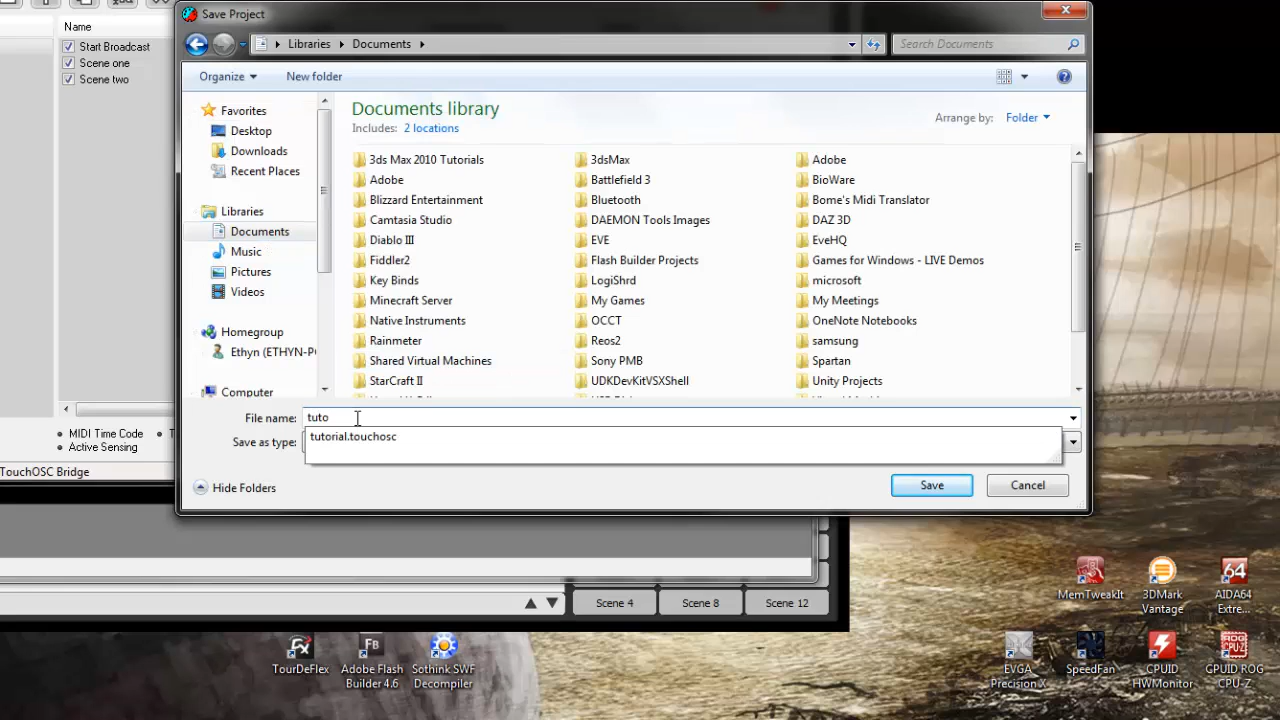 Save Project
Name
Start Broadcast
Scene one
Scene two
Libraries
Documents
Search Documents
Organize
New folder
Favorites
Desktop
Downloads
Recent Places
Libraries
Documents
Music
Pictures
Videos
Homegroup
Ethyn (ETHYN-P
Computer
Documents library
Includes: 2 locations
Arrange by: Folder
3ds Max 2010 Tutorials
3dsMax
Adobe
Adobe
Battlefield 3
BioWare
Blizzard Entertainment
Bluetooth
Bome's Midi Translator
Camtasia Studio
DAEMON Tools Images
DAZ 3D
Diablo III
EVE
EveHQ
Fiddler2
Flash Builder Projects
Games for Windows - LIVE Demos
Key Binds
LogiShrd
microsoft
Minecraft Server
My Games
My Meetings
Native Instruments
OCCT
OneNote Notebooks
Rainmeter
Reos2
samsung
Shared Virtual Machines
Sony PMB
Spartan
StarCraft II
UDKDevKitVSXShell
Unity Projects
File name: tuto
tutorial.touchosc
Save as type:
Hide Folders
Save
Cancel
MIDI Time Code
Active Sensing
TouchOSC Bridge
Scene 4
Scene 8
Scene 12
MemTweakIt
3DMark Vantage
AIDA64 Extre...
TourDeFlex
Adobe Flash Builder 4.6
Sothink SWF Decompiler
EVGA Precision X
SpeedFan
CPUID HWMonitor
CPUID ROG CPU-Z